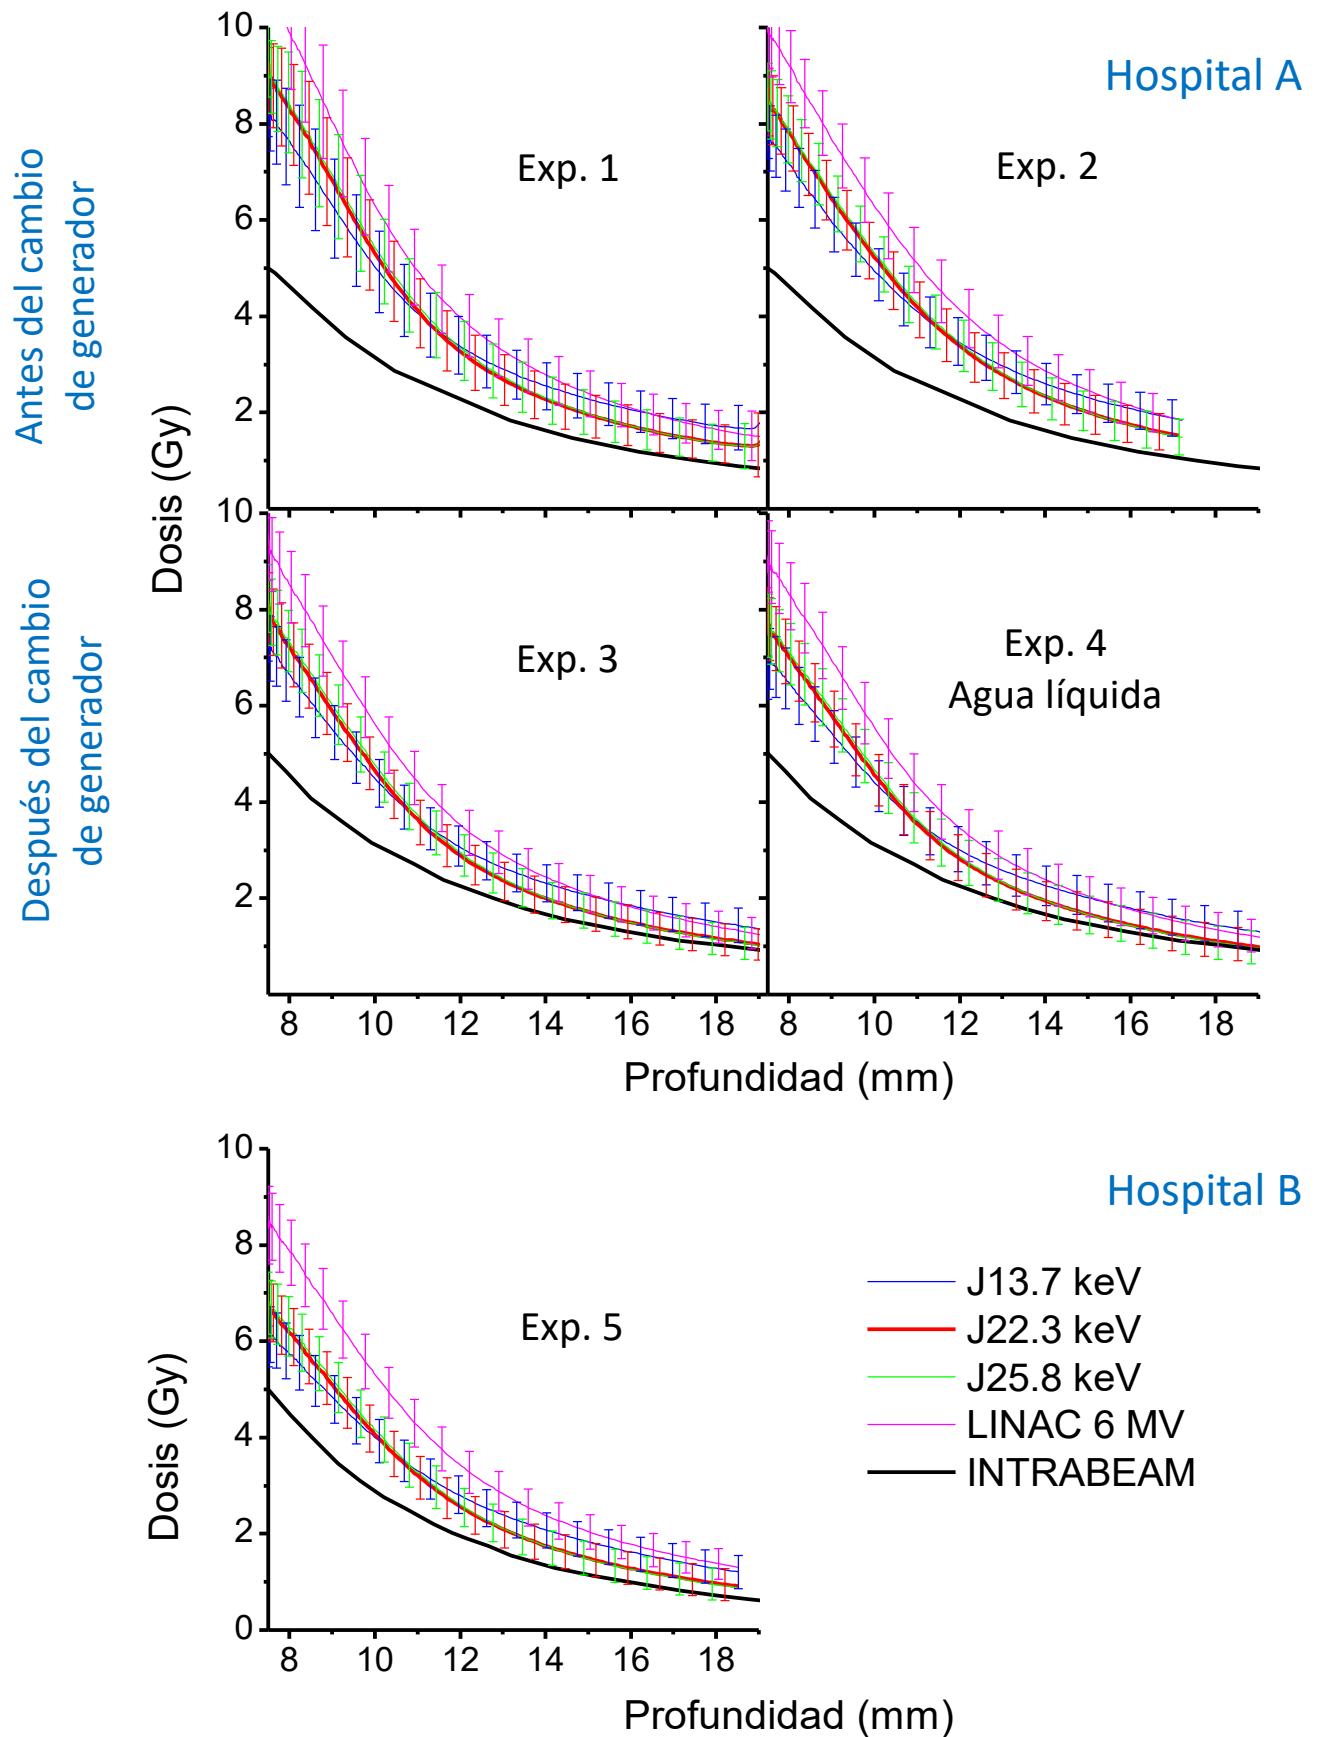 Hospital A
Antes del cambio
de generador
Después del cambio
de generador
Dosis (Gy)
10
8
6
4
2
Exp. 1
Exp. 2
10
8
6
4
2
Exp. 3
Exp. 4
Agua líquida
8 10 12 14 16 18
8 10 12 14 16 18
Profundidad (mm)
Hospital B
Dosis (Gy)
10
8
6
4
2
0
Exp. 5
J13.7 keV
J22.3 keV
J25.8 keV
LINAC 6 MV
INTRABEAM
8 10 12 14 16 18
Profundidad (mm)